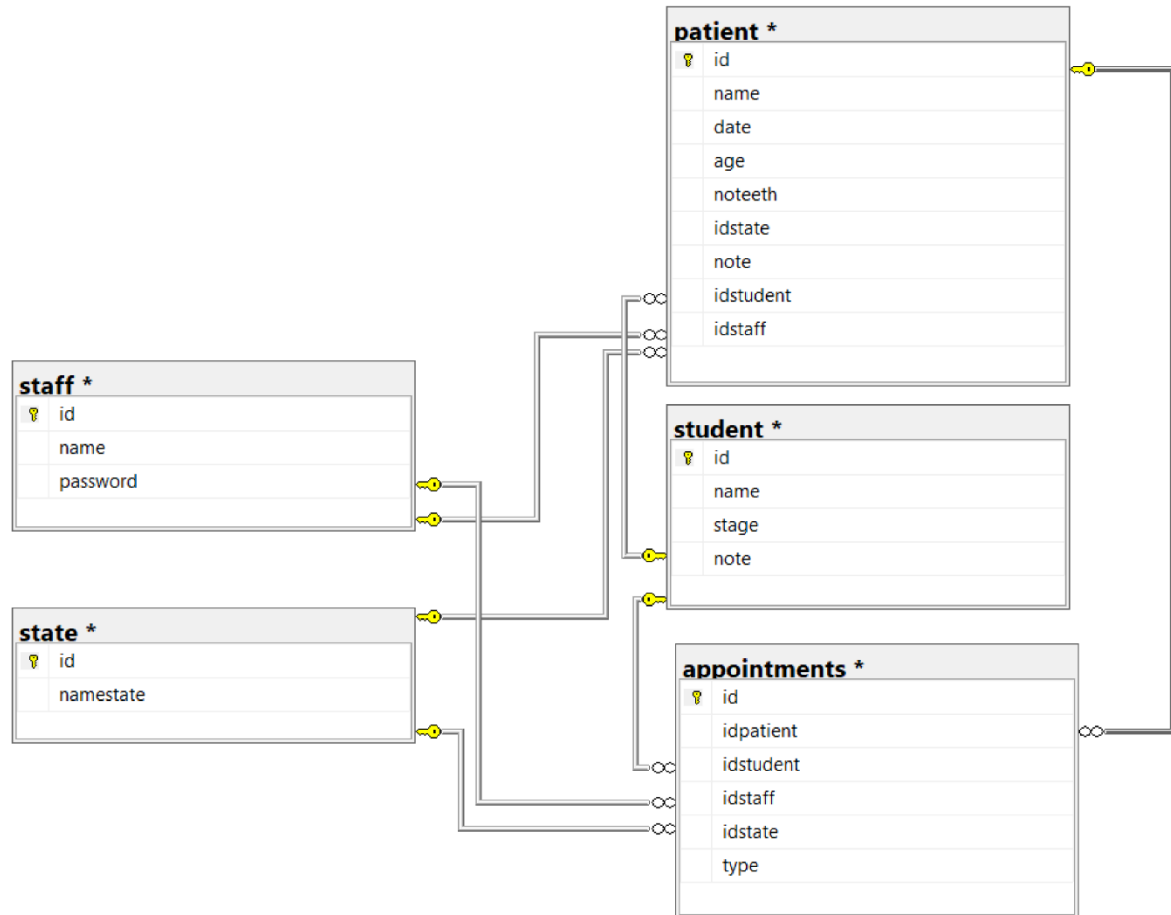 patient *
id
name
date
age
noteeth
idstate
note
idstudent
idstaff
staff *
id
name
password
student *
id
name
stage
note
state *
id
namestate
appointments *
id
idpatient
idstudent
idstaff
idstate
type